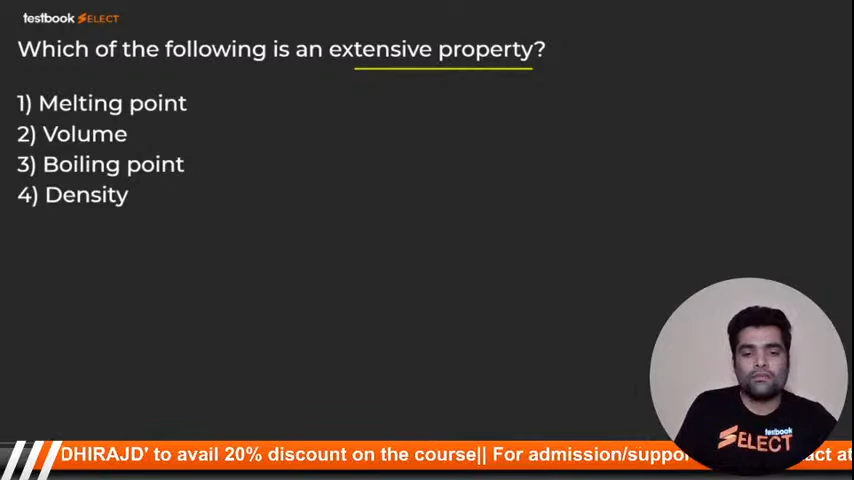 testbook SELECT
Which of the following is an extensive property?
1) Melting point
2) Volume
3) Boiling point
4) Density
testbook
SELECT
DHIRAJD' to avail 20% discount on the course|| For admission/suppor